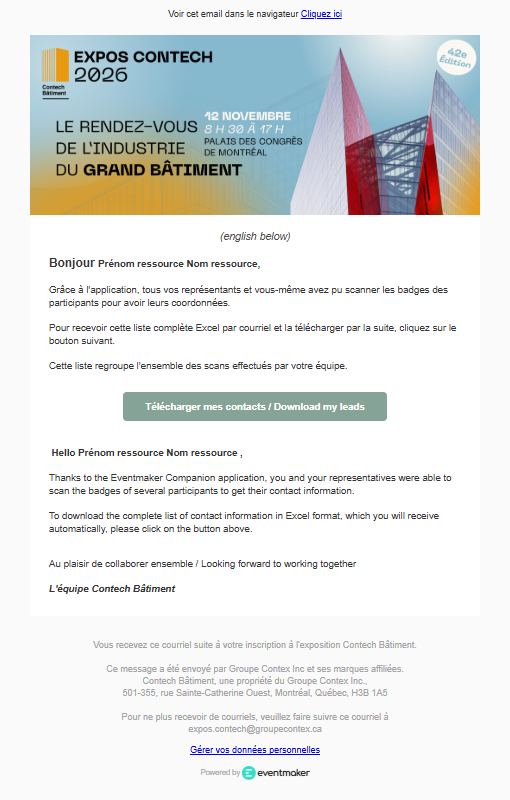 Voir cet email dans le navigateur Cliquez ici
EXPOS CONTECH
2026
42e
Édition
Contech
Bâtiment
LE RENDEZ-VOUS
DE L'INDUSTRIE
DU GRAND BÂTIMENT
12 NOVEMBRE
8 H 30 À 17 H
PALAIS DES CONGRÈS
DE MONTRÉAL
(english below)
Bonjour Prénom ressource Nom ressource,
Grâce à l'application, tous vos représentants et vous-même avez pu scanner les badges des
participants pour avoir leurs coordonnées.
Pour recevoir cette liste complète Excel par courriel et la télécharger par la suite, cliquez sur le
bouton suivant.
Cette liste regroupe l'ensemble des scans effectués par votre équipe.
Télécharger mes contacts / Download my leads
Hello Prénom ressource Nom ressource ,
Thanks to the Eventmaker Companion application, you and your representatives were able to
scan the badges of several participants to get their contact information.
To download the complete list of contact information in Excel format, which you will receive
automatically, please click on the button above.
Au plaisir de collaborer ensemble / Looking forward to working together
L'équipe Contech Bâtiment
Vous recevez ce courriel suite à votre inscription à l'exposition Contech Bâtiment.
Ce message a été envoyé par Groupe Contex Inc et ses marques affiliées.
Contech Bâtiment, une propriété du Groupe Contex Inc.,
501-355, rue Sainte-Catherine Ouest, Montréal, Québec, H3B 1A5
Pour ne plus recevoir de courriels, veuillez faire suivre ce courriel à
expos.contech@groupecontex.ca
Gérer vos données personnelles
Powered by eventmaker